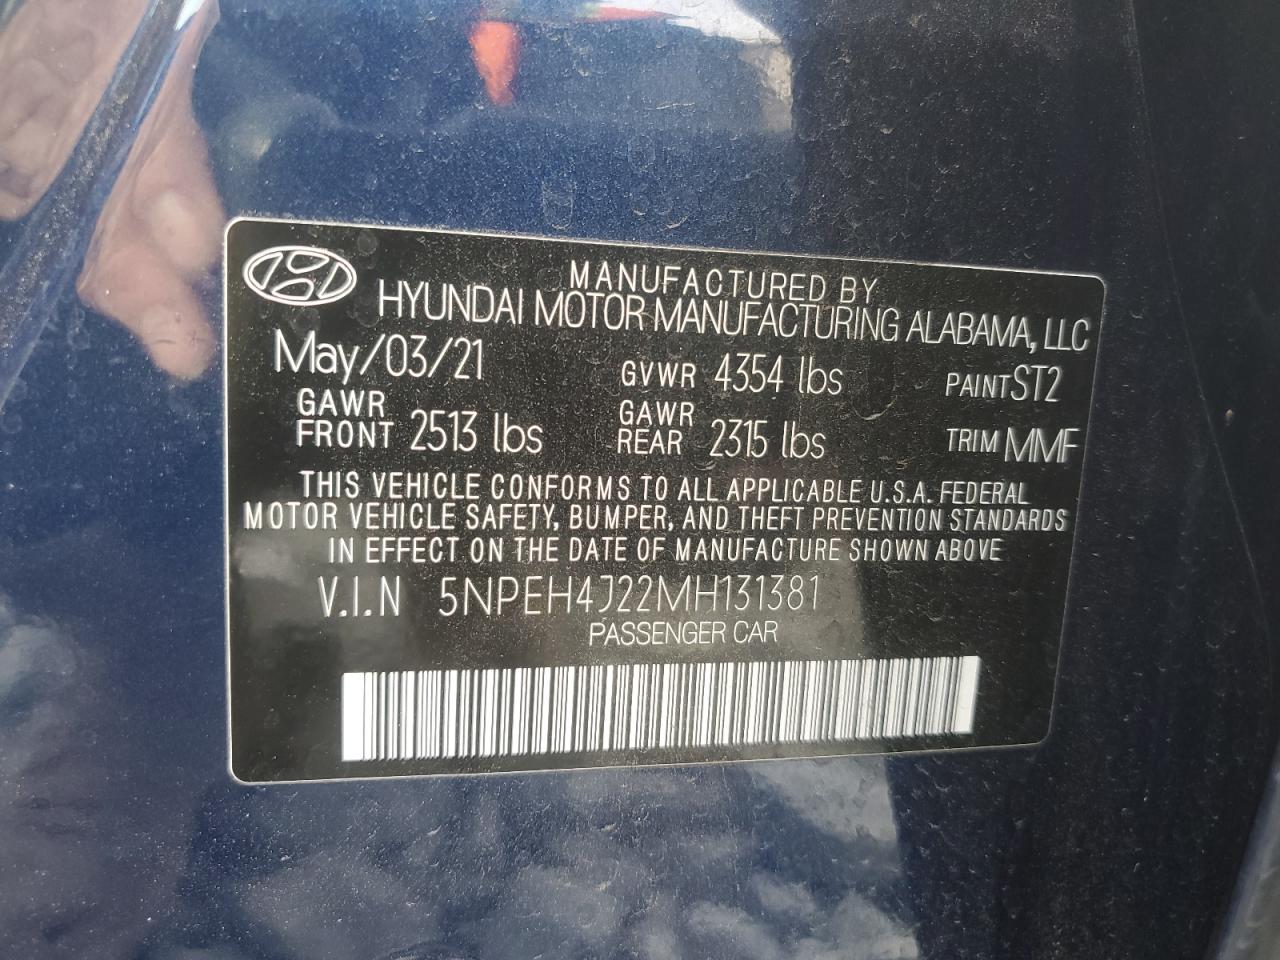 MANUFACTURED BY
HYUNDAI MOTOR MANUFACTURING ALABAMA, LLC
May/03/21 GVWR 4354 lbs PAINT ST2
GAWR FRONT 2513 lbs GAWR REAR 2315 lbs TRIM MMF
THIS VEHICLE CONFORMS TO ALL APPLICABLE U.S.A. FEDERAL
MOTOR VEHICLE SAFETY, BUMPER, AND THEFT PREVENTION STANDARDS
IN EFFECT ON THE DATE OF MANUFACTURE SHOWN ABOVE
V.I.N 5NPEH4J22MH131381
PASSENGER CAR